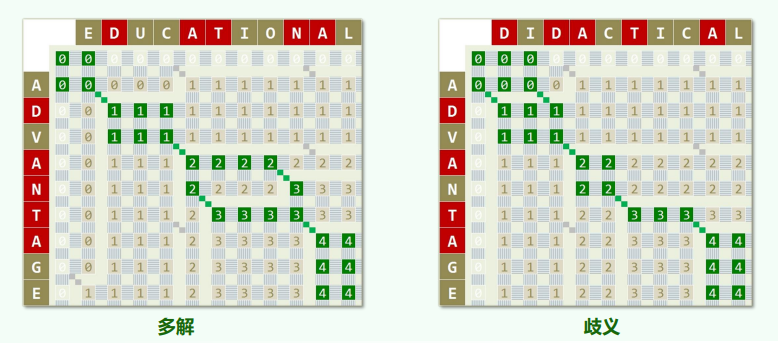 E D U C A T I O N A L
0 0 0 0 0 0 0 0 0 0 0 0
A 0 0 0 0 0 1 1 1 1 1 1 1
D 0 0 1 1 1 1 1 1 1 1 1 1
V 0 0 1 1 1 1 1 1 1 1 1 1
A 0 0 1 1 1 2 2 2 2 2 2 2
N 0 0 1 1 1 2 2 2 2 3 3 3
T 0 0 1 1 1 2 3 3 3 3 3 3
A 0 0 1 1 1 2 3 3 3 3 4 4
G 0 0 1 1 1 2 3 3 3 3 4 4
E 0 1 1 1 1 2 3 3 3 3 4 4
多解
D I D A C T I C A L
0 0 0 0 0 0 0 0 0 0 0
A 0 0 0 0 1 1 1 1 1 1 1
D 0 1 1 1 1 1 1 1 1 1 1
V 0 1 1 1 1 1 1 1 1 1 1
A 0 1 1 1 2 2 2 2 2 2 2
N 0 1 1 1 2 2 2 2 2 2 2
T 0 1 1 1 2 2 3 3 3 3 3
A 0 1 1 1 2 2 3 3 3 4 4
G 0 1 1 1 2 2 3 3 3 4 4
E 0 1 1 1 2 2 3 3 3 4 4
歧义